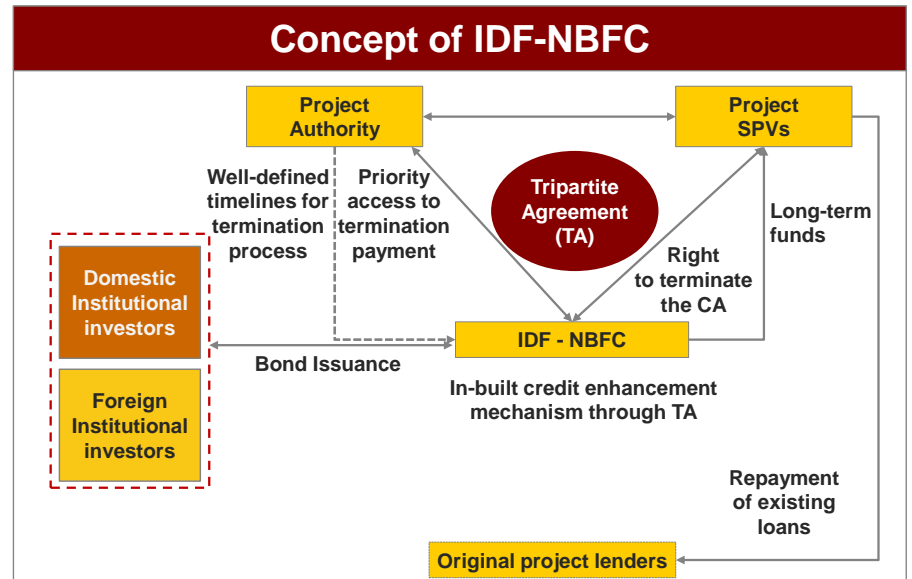 Concept of IDF-NBFC
Project
Authority
Project
SPVs
Well-defined
timelines for
termination
process
Priority
access to
termination
payment
Tripartite
Agreement
(TA)
Long-term
funds
Right
to terminate
the CA
Domestic
Institutional
investors
Foreign
Institutional
investors
Bond Issuance
IDF - NBFC
In-built credit enhancement
mechanism through TA
Repayment
of existing
loans
Original project lenders